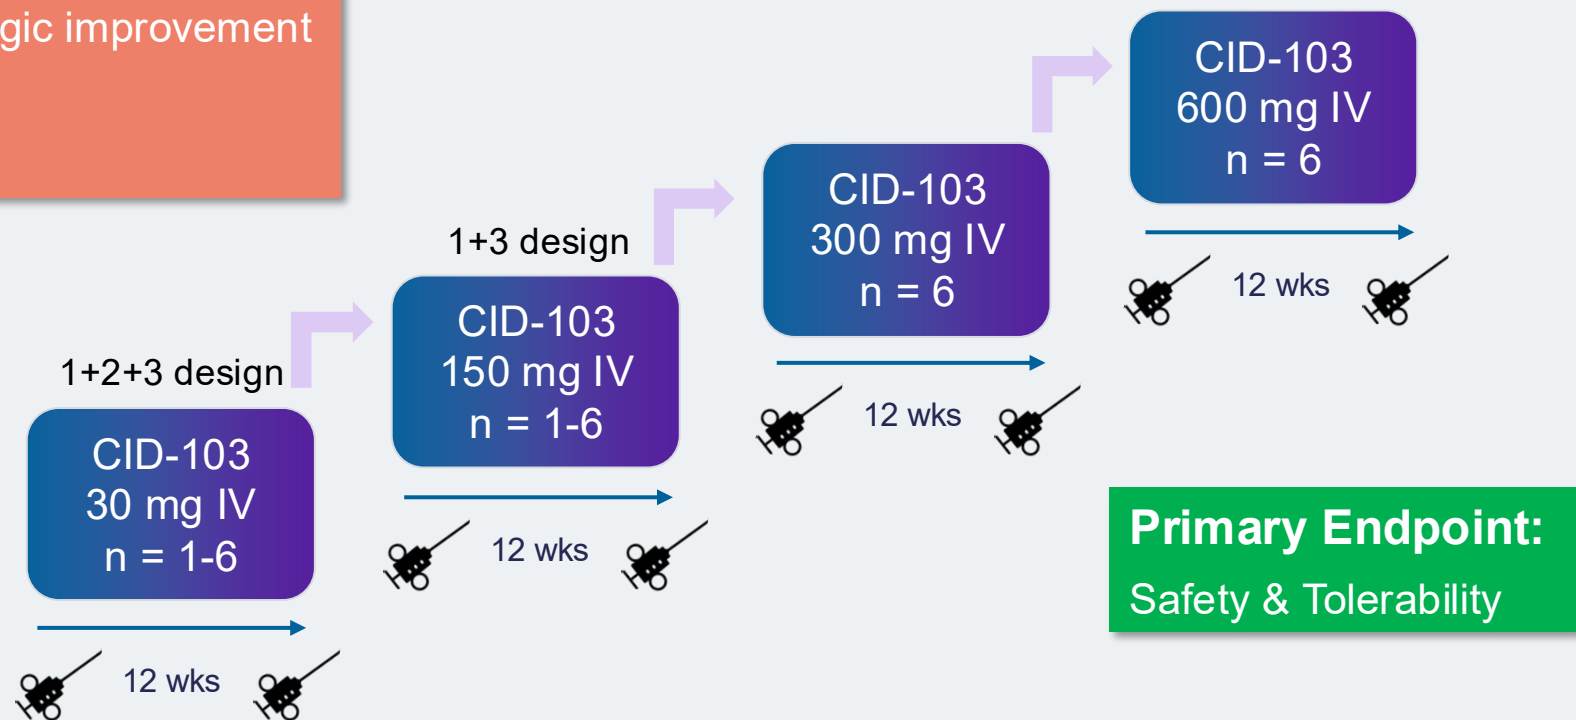 gic improvement
CID-103
600 mg IV
n = 6
12 wks
CID-103
300 mg IV
n = 6
12 wks
1+3 design
CID-103
150 mg IV
n = 1-6
12 wks
1+2+3 design
CID-103
30 mg IV
n = 1-6
12 wks
Primary Endpoint:
Safety & Tolerability